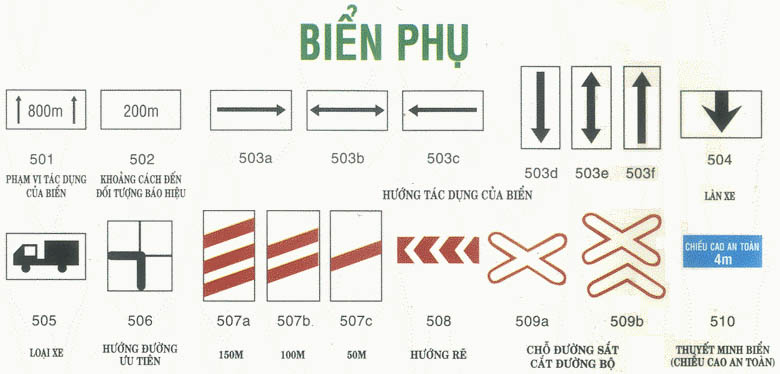 BIỂN PHỤ
800m
200m
501
502
503a
503b
503c
503d
503e
503f
504
PHẠM VI TÁC DỤNG
CỦA BIỂN
KHOẢNG CÁCH ĐẾN
ĐỐI TƯỢNG BÁO HIỆU
HƯỚNG TÁC DỤNG CỦA BIỂN
LÀN XE
CHIỀU CAO AN TOÀN
4m
505
506
507a
507b
507c
508
509a
509b
510
LOẠI XE
HƯỚNG ĐƯỜNG
ƯU TIÊN
150M
100M
50M
HƯỚNG RẼ
CHỖ ĐƯỜNG SẮT
CẮT ĐƯỜNG BỘ
THUYẾT MINH BIỂN
(CHIỀU CAO AN TOÀN)